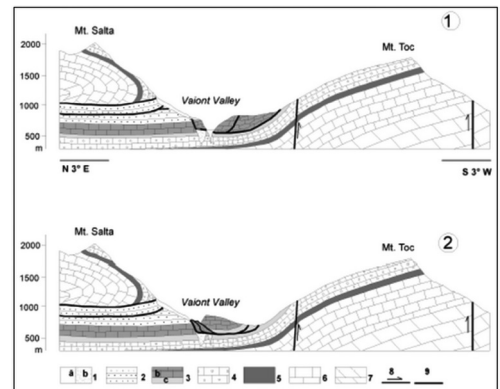 1
Mt. Salta
Mt. Toc
2000
1500
1000
500
m
Vaiont Valley
N 3° E
S 3° W
2
Mt. Salta
Mt. Toc
2000
1500
1000
500
m
Vaiont Valley
a b 1 2 b c 3 4 5 6 7 8 9